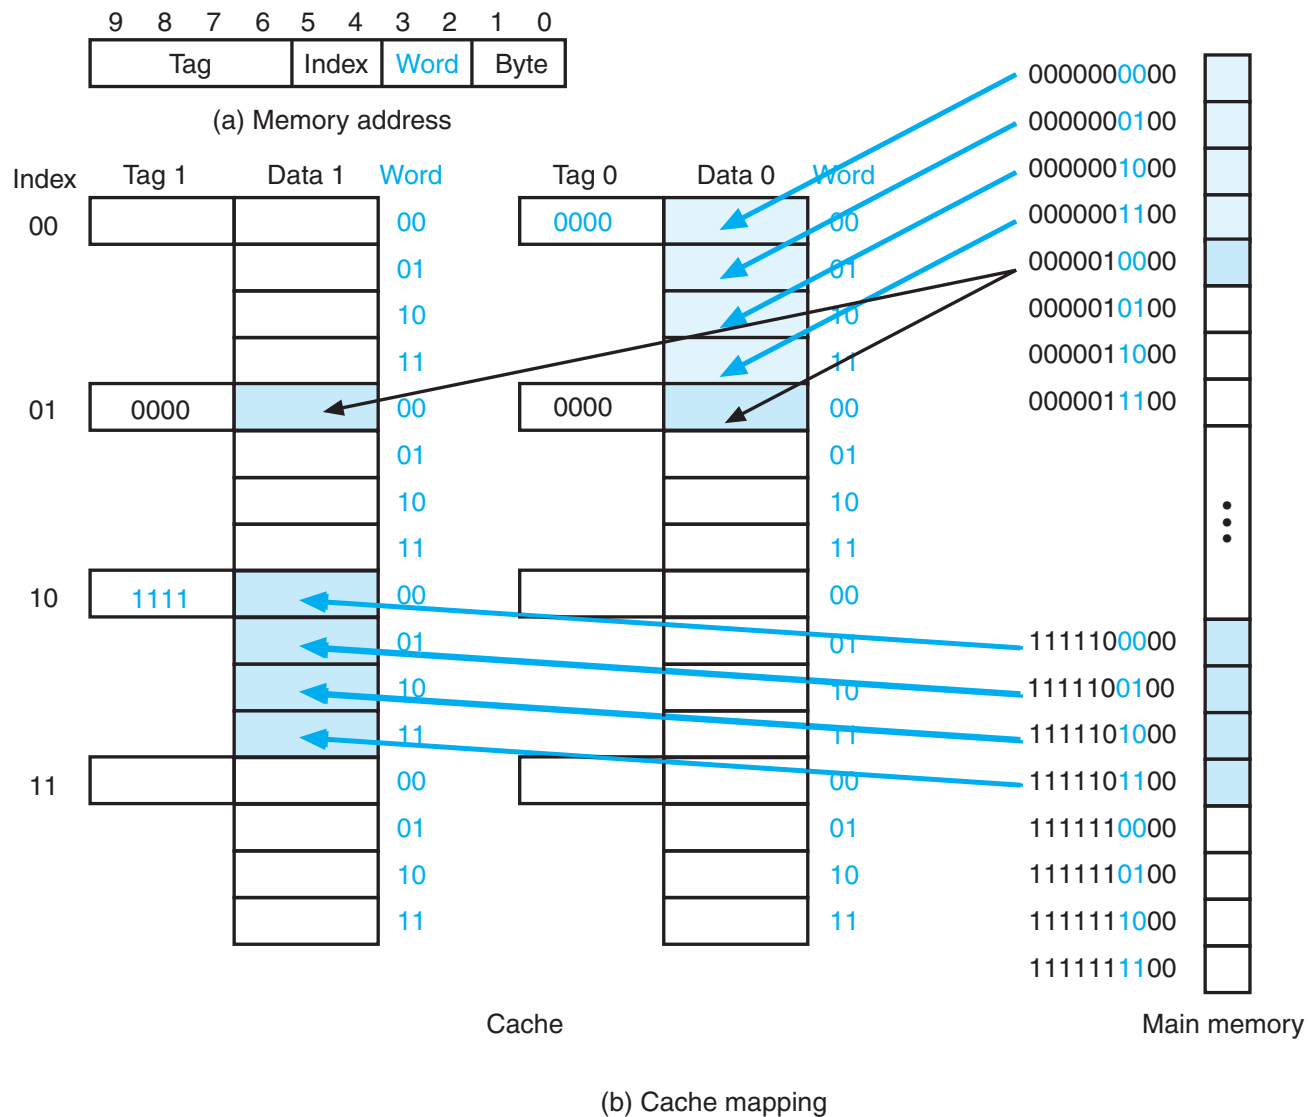 9 8 7 6 5 4 3 2 1 0
Tag Index Word Byte
(a) Memory address
Index Tag 1 Data 1 Word Tag 0 Data 0 Word
00 00 0000 00
01 01
10 10
11 11
01 0000 00 0000 00
01 01
10 10
11 11
10 1111 00 00
01 01
10 10
11 11
11 00 00
01 01
10 10
11 11
Cache
0000000000
0000000100
0000001000
0000001100
0000010000
0000010100
0000011000
0000011100
1111100000
1111100100
1111101000
1111101100
1111110000
1111110100
1111111000
1111111100
Main memory
(b) Cache mapping